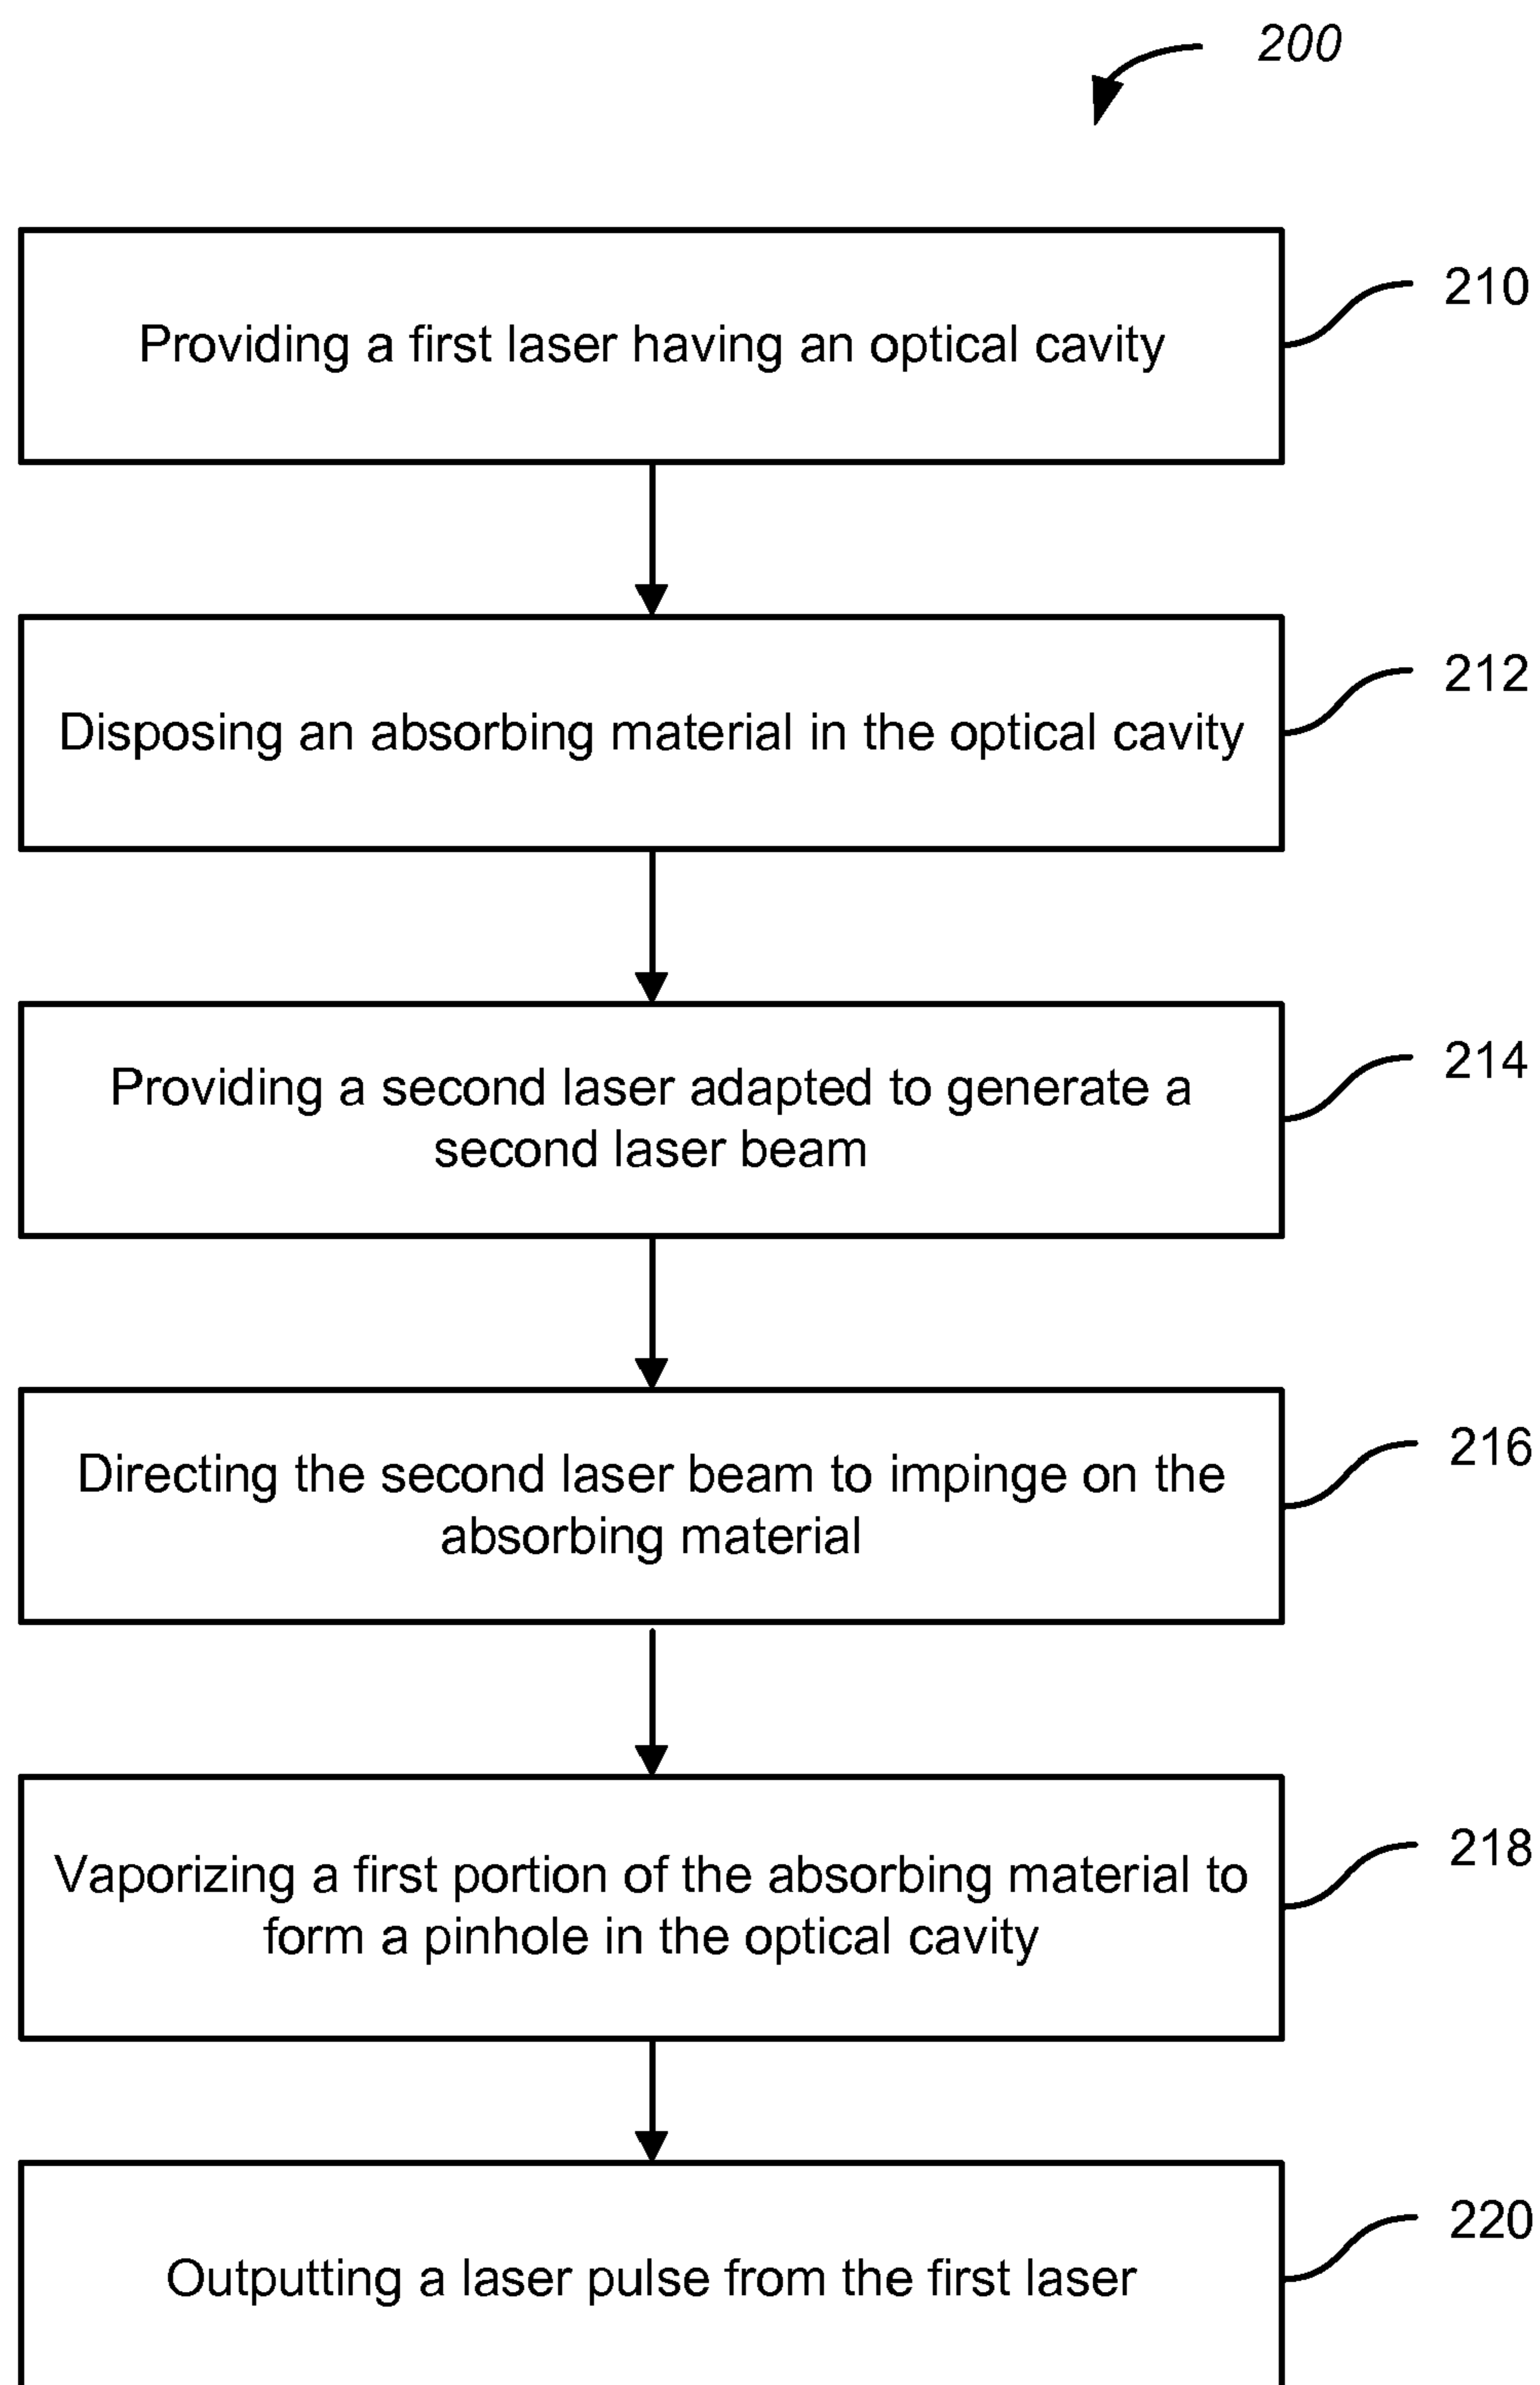 200
Providing a first laser having an optical cavity
210
Disposing an absorbing material in the optical cavity
212
Providing a second laser adapted to generate a
second laser beam
214
Directing the second laser beam to impinge on the
absorbing material
216
Vaporizing a first portion of the absorbing material to
form a pinhole in the optical cavity
218
Outputting a laser pulse from the first laser
220